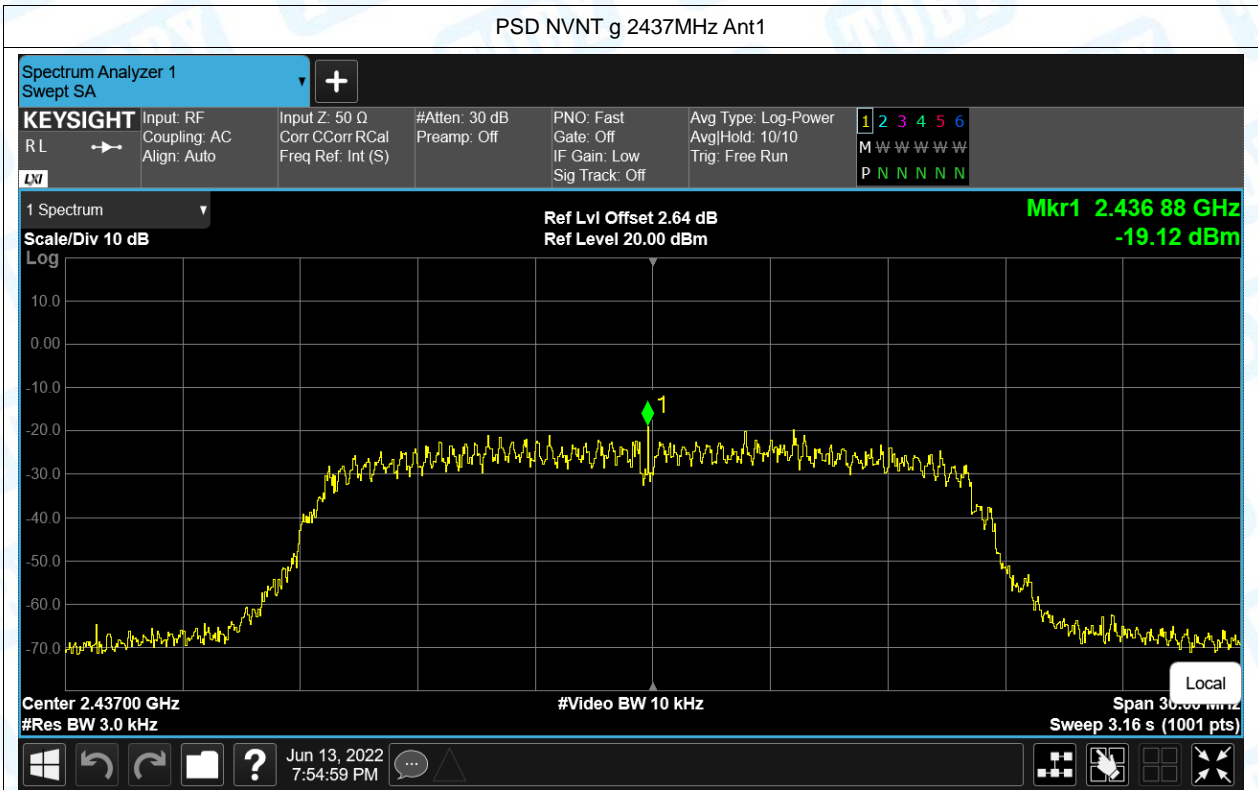 PSD NVNT g 2437MHz Ant1
Spectrum Analyzer 1
Swept SA
+
KEYSIGHT
RL
LXI
Input: RF
Coupling: AC
Align: Auto
Input Z: 50 Ω
Corr CCorr RCal
Freq Ref: Int (S)
#Atten: 30 dB
Preamp: Off
PNO: Fast
Gate: Off
IF Gain: Low
Sig Track: Off
Avg Type: Log-Power
Avg|Hold: 10/10
Trig: Free Run
1 2 3 4 5 6
M W W W W W W
P N N N N N
1 Spectrum
Scale/Div 10 dB
Log
Ref Lvl Offset 2.64 dB
Ref Level 20.00 dBm
Mkr1 2.436 88 GHz
-19.12 dBm
10.0
0.00
-10.0
-20.0
-30.0
-40.0
-50.0
-60.0
-70.0
1
Center 2.43700 GHz
#Res BW 3.0 kHz
#Video BW 10 kHz
Local
Span 30.00 MHz
Sweep 3.16 s (1001 pts)
?
Jun 13, 2022
7:54:59 PM